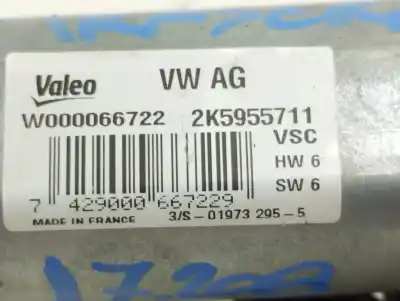 Valeo VW AG
W000066722 2K5955711
VSC
HW 6
SW 6
7 429000 667229
MADE IN FRANCE 3/S-01973 295-5